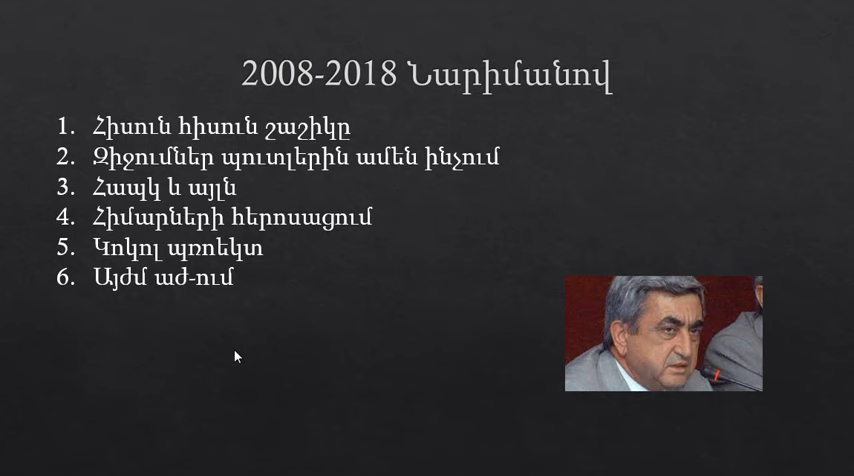 2008-2018 Նարիմանով
1. Հիսուն հիսուն շաշիկը
2. Զիջումներ պուտլերին ամեն ինչում
3. Հապկ և այլն
4. Հիմարների հերոսացում
5. Կոկոլ պռոեկտ
6. Այժմ աժ-ում